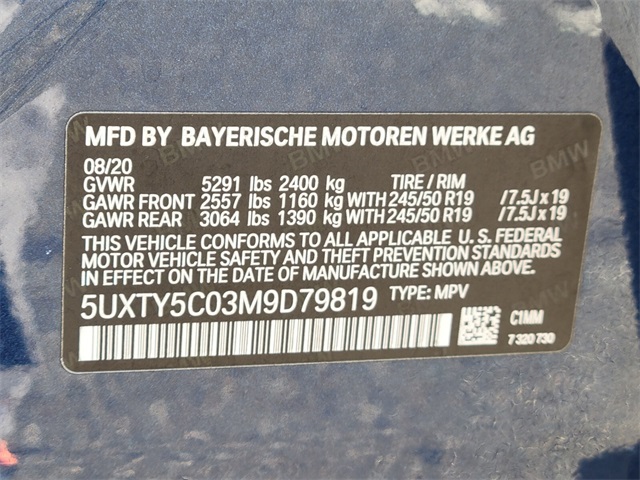 MFD BY BAYERISCHE MOTOREN WERKE AG
08/20
GVWR 5291 lbs 2400 kg TIRE / RIM
GAWR FRONT 2557 lbs 1160 kg WITH 245/50 R19 / 7.5J x 19
GAWR REAR 3064 lbs 1390 kg WITH 245/50 R19 / 7.5J x 19
THIS VEHICLE CONFORMS TO ALL APPLICABLE U. S. FEDERAL
MOTOR VEHICLE SAFETY AND THEFT PREVENTION STANDARDS
IN EFFECT ON THE DATE OF MANUFACTURE SHOWN ABOVE.
5UXTY5C03M9D79819 TYPE: MPV
C1MM
7 320 730